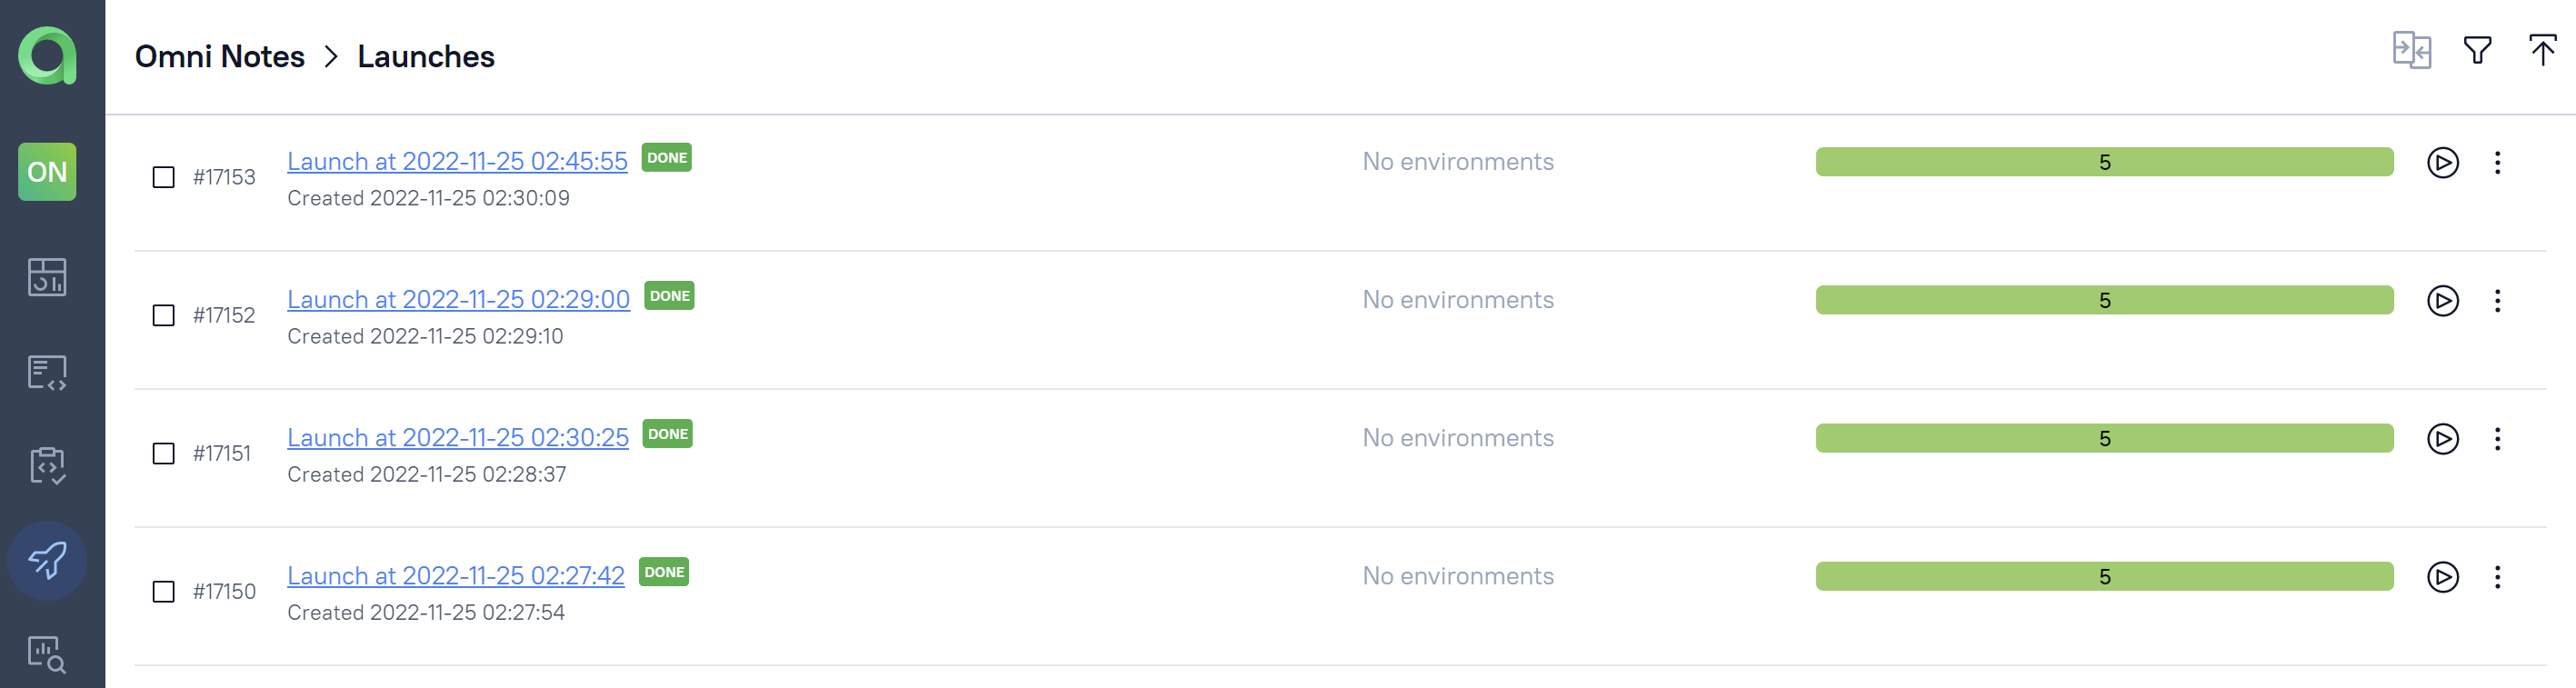 Omni Notes > Launches
ON
#17153 Launch at 2022-11-25 02:45:55 DONE No environments 5
Created 2022-11-25 02:30:09
#17152 Launch at 2022-11-25 02:29:00 DONE No environments 5
Created 2022-11-25 02:29:10
#17151 Launch at 2022-11-25 02:30:25 DONE No environments 5
Created 2022-11-25 02:28:37
#17150 Launch at 2022-11-25 02:27:42 DONE No environments 5
Created 2022-11-25 02:27:54